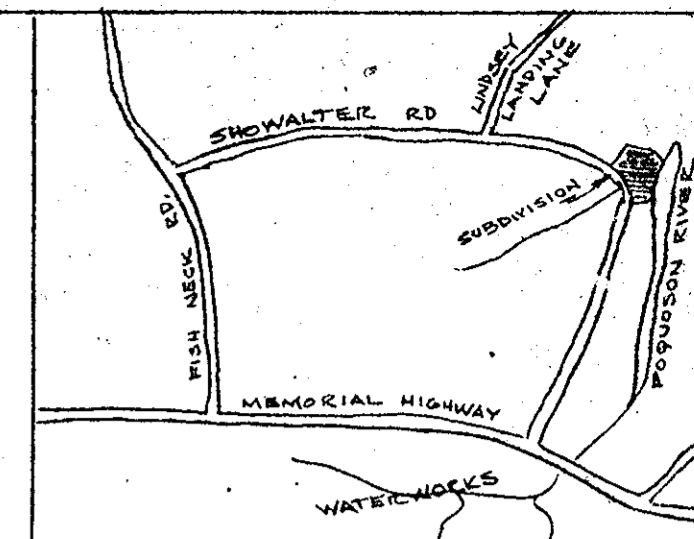 LINDSEY
LANDING
LANE
SHOWALTER RD
SUBDIVISION
FISH NECK RD.
POQUOSON RIVER
MEMORIAL HIGHWAY
WATERWORKS